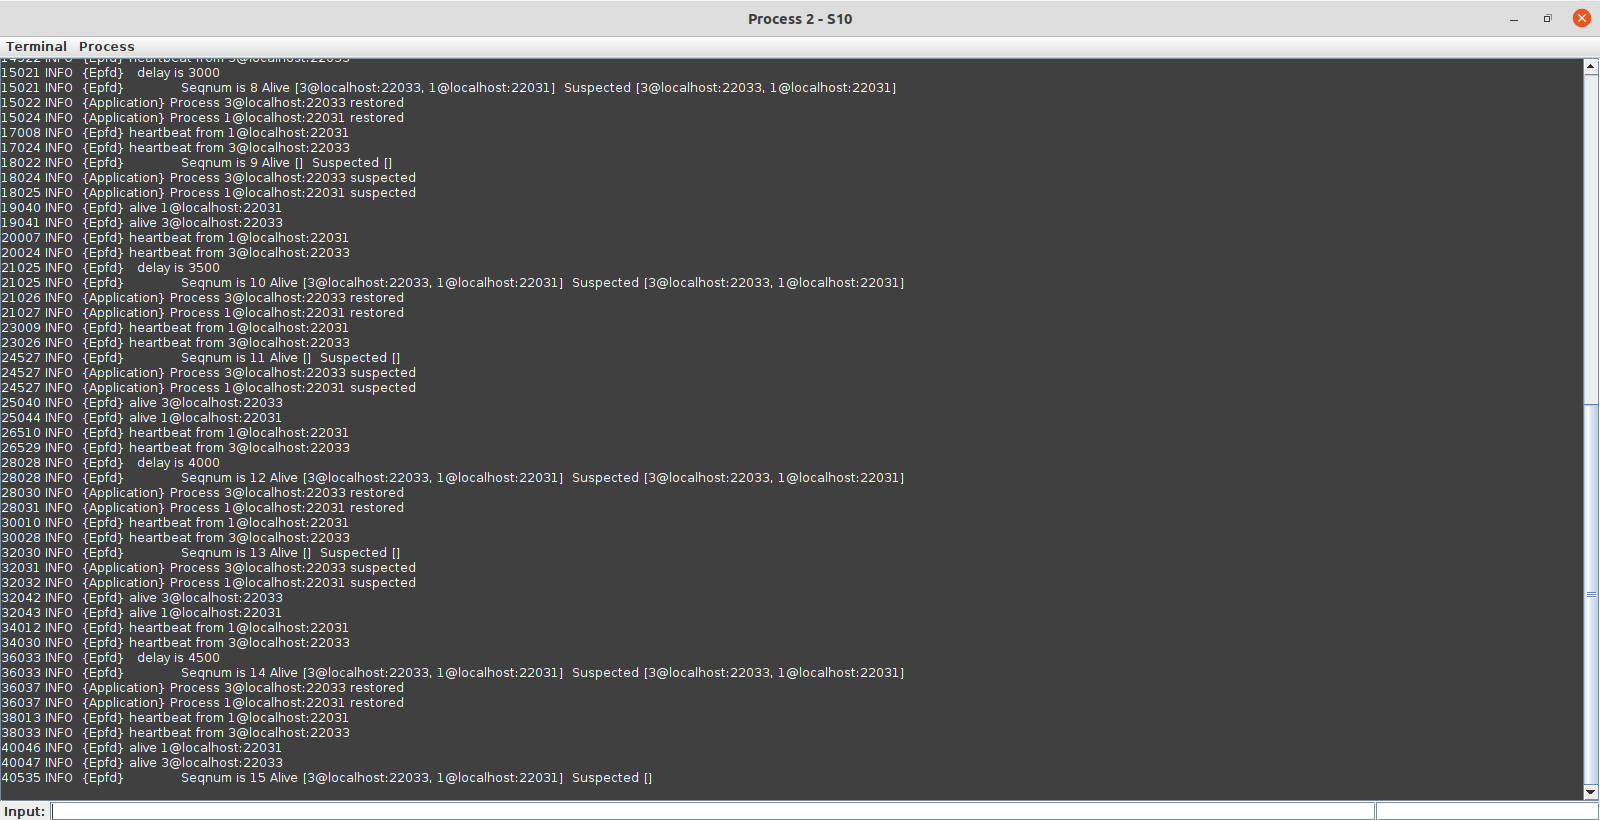 Process 2 - S10
Terminal Process
14522 INFO {Epfd} heartbeat from 3@localhost:22033
15021 INFO {Epfd} delay is 3000
15021 INFO {Epfd} Seqnum is 8 Alive [3@localhost:22033, 1@localhost:22031] Suspected [3@localhost:22033, 1@localhost:22031]
15022 INFO {Application} Process 3@localhost:22033 restored
15024 INFO {Application} Process 1@localhost:22031 restored
17008 INFO {Epfd} heartbeat from 1@localhost:22031
17024 INFO {Epfd} heartbeat from 3@localhost:22033
18022 INFO {Epfd} Seqnum is 9 Alive [] Suspected []
18024 INFO {Application} Process 3@localhost:22033 suspected
18025 INFO {Application} Process 1@localhost:22031 suspected
19040 INFO {Epfd} alive 1@localhost:22031
19041 INFO {Epfd} alive 3@localhost:22033
20007 INFO {Epfd} heartbeat from 1@localhost:22031
20024 INFO {Epfd} heartbeat from 3@localhost:22033
21025 INFO {Epfd} delay is 3500
21025 INFO {Epfd} Seqnum is 10 Alive [3@localhost:22033, 1@localhost:22031] Suspected [3@localhost:22033, 1@localhost:22031]
21026 INFO {Application} Process 3@localhost:22033 restored
21027 INFO {Application} Process 1@localhost:22031 restored
23009 INFO {Epfd} heartbeat from 1@localhost:22031
23026 INFO {Epfd} heartbeat from 3@localhost:22033
24527 INFO {Epfd} Seqnum is 11 Alive [] Suspected []
24527 INFO {Application} Process 3@localhost:22033 suspected
24527 INFO {Application} Process 1@localhost:22031 suspected
25040 INFO {Epfd} alive 3@localhost:22033
25044 INFO {Epfd} alive 1@localhost:22031
26510 INFO {Epfd} heartbeat from 1@localhost:22031
26529 INFO {Epfd} heartbeat from 3@localhost:22033
28028 INFO {Epfd} delay is 4000
28028 INFO {Epfd} Seqnum is 12 Alive [3@localhost:22033, 1@localhost:22031] Suspected [3@localhost:22033, 1@localhost:22031]
28030 INFO {Application} Process 3@localhost:22033 restored
28031 INFO {Application} Process 1@localhost:22031 restored
30010 INFO {Epfd} heartbeat from 1@localhost:22031
30028 INFO {Epfd} heartbeat from 3@localhost:22033
32030 INFO {Epfd} Seqnum is 13 Alive [] Suspected []
32031 INFO {Application} Process 3@localhost:22033 suspected
32032 INFO {Application} Process 1@localhost:22031 suspected
32042 INFO {Epfd} alive 3@localhost:22033
32043 INFO {Epfd} alive 1@localhost:22031
34012 INFO {Epfd} heartbeat from 1@localhost:22031
34030 INFO {Epfd} heartbeat from 3@localhost:22033
36033 INFO {Epfd} delay is 4500
36033 INFO {Epfd} Seqnum is 14 Alive [3@localhost:22033, 1@localhost:22031] Suspected [3@localhost:22033, 1@localhost:22031]
36037 INFO {Application} Process 3@localhost:22033 restored
36037 INFO {Application} Process 1@localhost:22031 restored
38013 INFO {Epfd} heartbeat from 1@localhost:22031
38033 INFO {Epfd} heartbeat from 3@localhost:22033
40046 INFO {Epfd} alive 1@localhost:22031
40047 INFO {Epfd} alive 3@localhost:22033
40535 INFO {Epfd} Seqnum is 15 Alive [3@localhost:22033, 1@localhost:22031] Suspected []
Input: